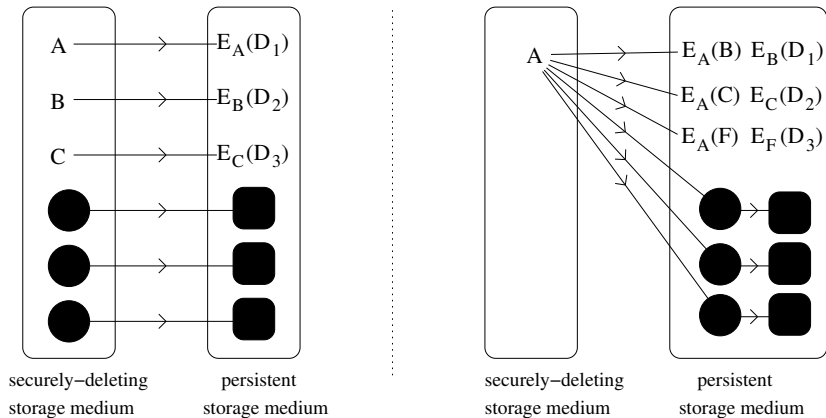 A E_A(D_1)
B E_B(D_2)
C E_C(D_3)
securely-deleting
storage medium
persistent
storage medium
A E_A(B) E_B(D_1)
E_A(C) E_C(D_2)
E_A(F) E_F(D_3)
securely-deleting
storage medium
persistent
storage medium